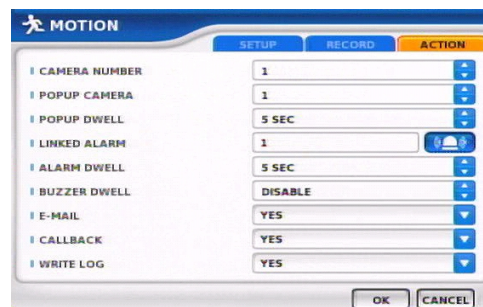 MOTION
SETUP RECORD ACTION
CAMERA NUMBER 1
POPUP CAMERA 1
POPUP DWELL 5 SEC
LINKED ALARM 1
ALARM DWELL 5 SEC
BUZZER DWELL DISABLE
E-MAIL YES
CALLBACK YES
WRITE LOG YES
OK CANCEL